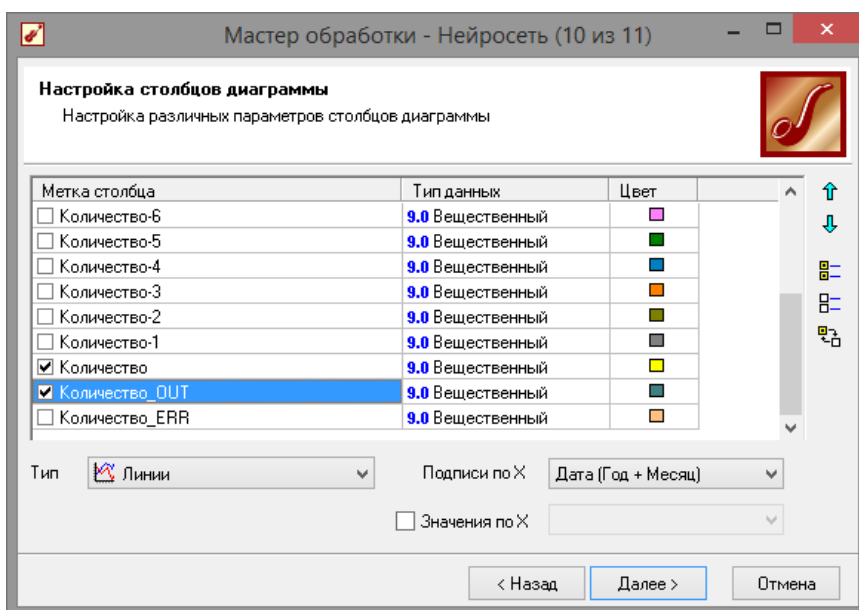 Мастер обработки - Нейросеть (10 из 11)
Настройка столбцов диаграммы
Настройка различных параметров столбцов диаграммы
Метка столбца Тип данных Цвет
Количество-6 9.0 Вещественный
Количество-5 9.0 Вещественный
Количество-4 9.0 Вещественный
Количество-3 9.0 Вещественный
Количество-2 9.0 Вещественный
Количество-1 9.0 Вещественный
Количество 9.0 Вещественный
Количество_OUT 9.0 Вещественный
Количество_ERR 9.0 Вещественный
Тип Линии Подписи по X Дата (Год + Месяц)
Значения по X
< Назад Далее > Отмена